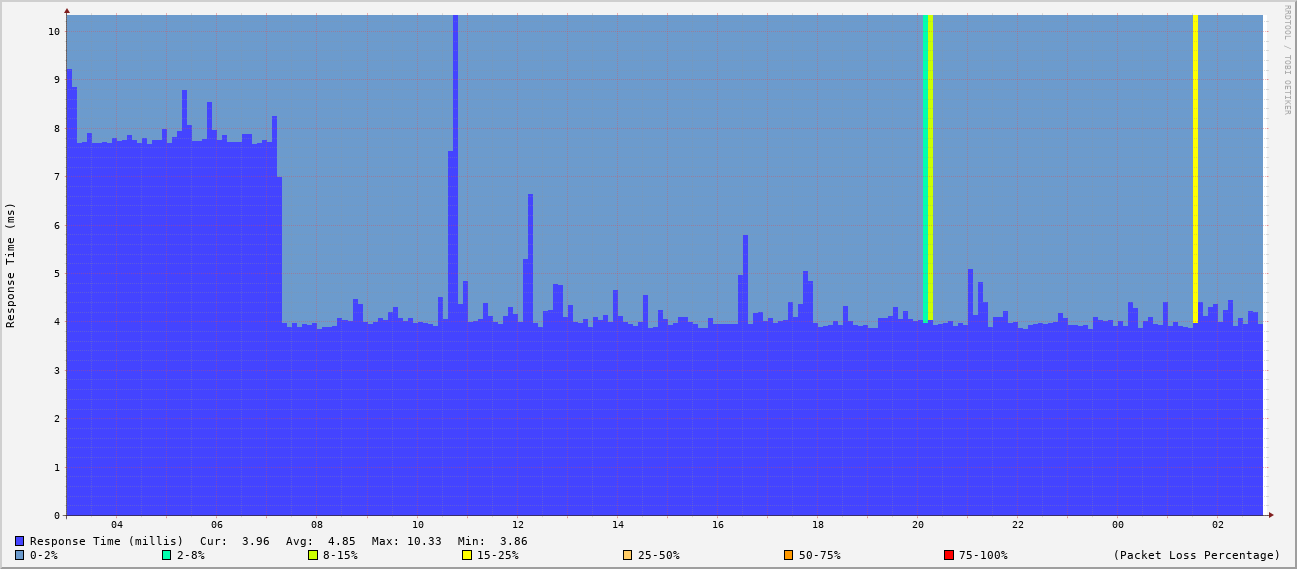 RRDTOOL / TOBI OETIKER
Response Time (ms)
10
9
8
7
6
5
4
3
2
1
0
04 06 08 10 12 14 16 18 20 22 00 02
Response Time (millis) Cur: 3.96 Avg: 4.85 Max: 10.33 Min: 3.86
0-2% 2-8% 8-15% 15-25% 25-50% 50-75% 75-100% (Packet Loss Percentage)